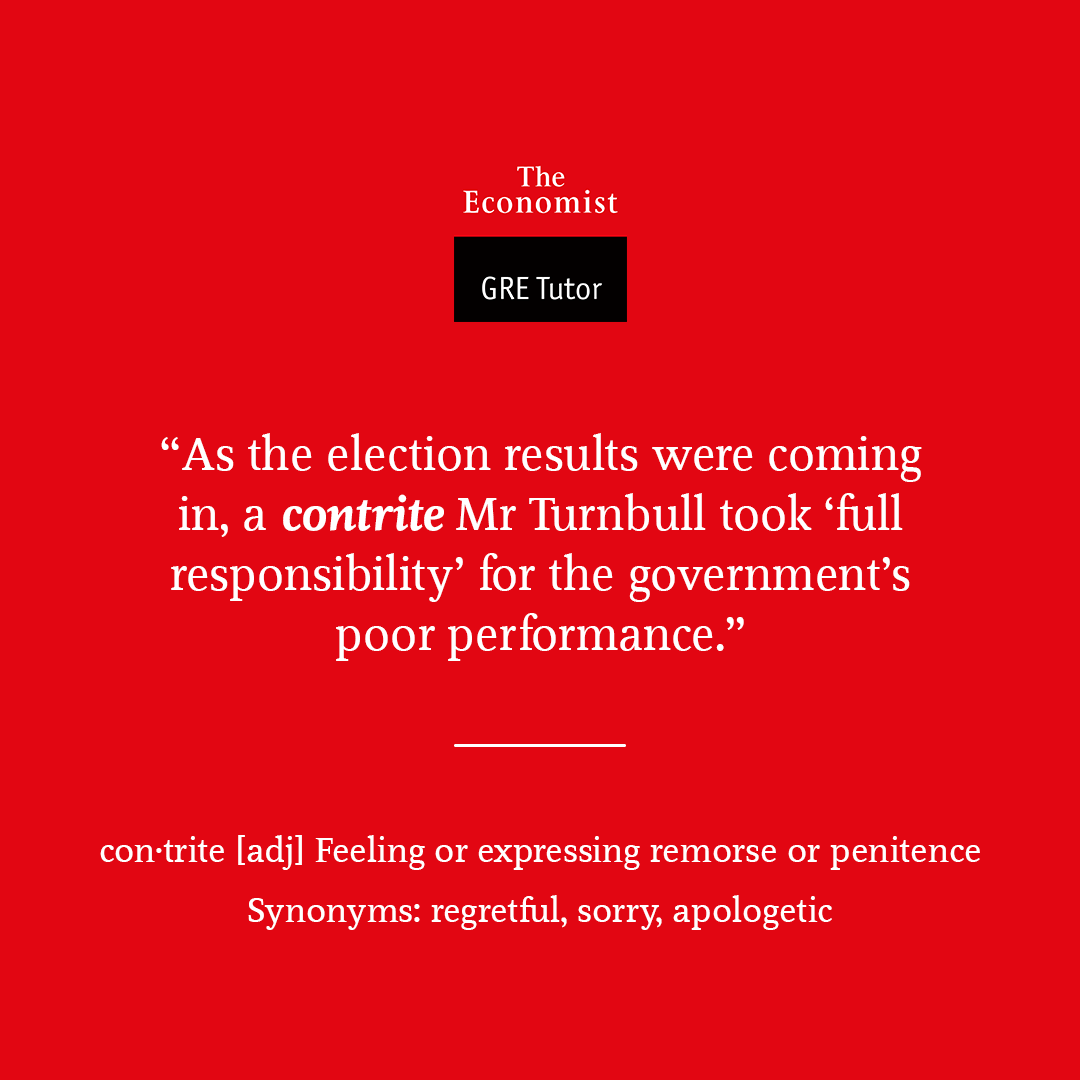 The
Economist
GRE Tutor
“As the election results were coming
in, a contrite Mr Turnbull took ‘full
responsibility’ for the government’s
poor performance.”
con·trite [adj] Feeling or expressing remorse or penitence
Synonyms: regretful, sorry, apologetic